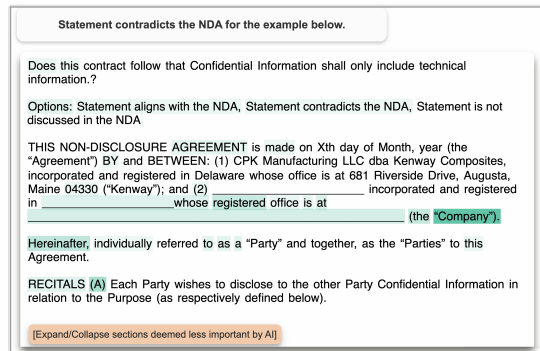 Statement contradicts the NDA for the example below.
Does this contract follow that Confidential Information shall only include technical
information.?
Options: Statement aligns with the NDA, Statement contradicts the NDA, Statement is not
discussed in the NDA
THIS NON-DISCLOSURE AGREEMENT is made on Xth day of Month, year (the
“Agreement”) BY and BETWEEN: (1) CPK Manufacturing LLC dba Kenway Composites,
incorporated and registered in Delaware whose office is at 681 Riverside Drive, Augusta,
Maine 04330 (“Kenway”); and (2) ________________________ incorporated and registered
in _____________________whose registered office is at
_____________________________________________________________ (the “Company”).
Hereinafter, individually referred to as a “Party” and together, as the “Parties” to this
Agreement.
RECITALS (A) Each Party wishes to disclose to the other Party Confidential Information in
relation to the Purpose (as respectively defined below).
[Expand/Collapse sections deemed less important by AI]